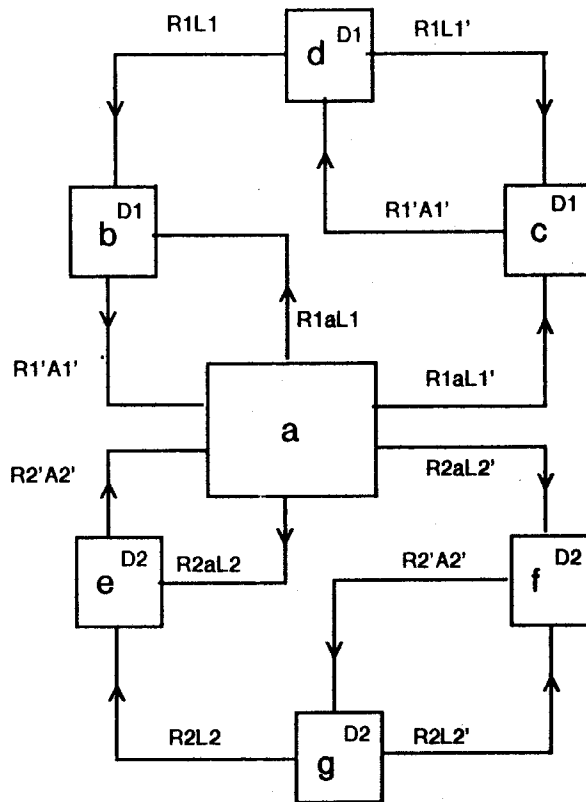 R1L1
d D1
R1L1'
b D1
R1'A1'
c D1
R1aL1
R1'A1'
R1aL1'
a
R2'A2'
R2aL2'
e D2
R2aL2
R2'A2'
f D2
R2L2
g D2
R2L2'